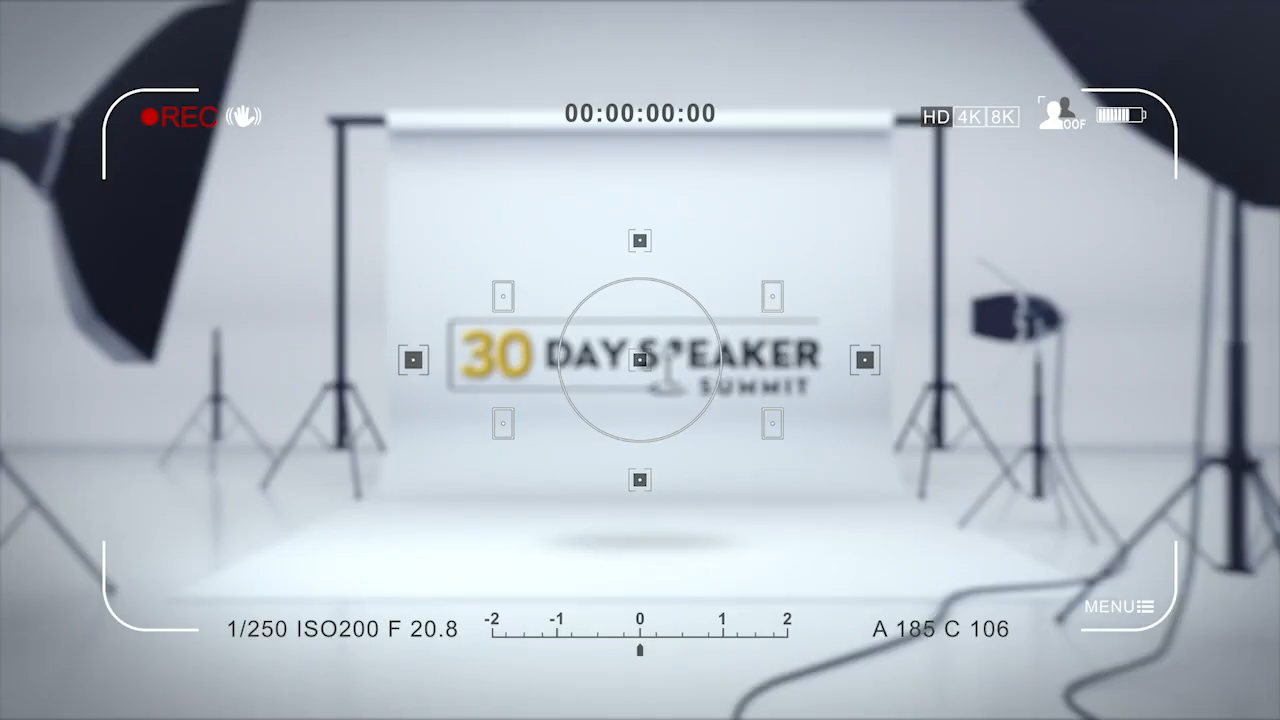 REC
00:00:00:00
HD 4K 8K
OOF
30 DAY SPEAKER
SUMMIT
MENU
-2 -1 0 1 2
1/250 ISO200 F 20.8
A 185 C 106